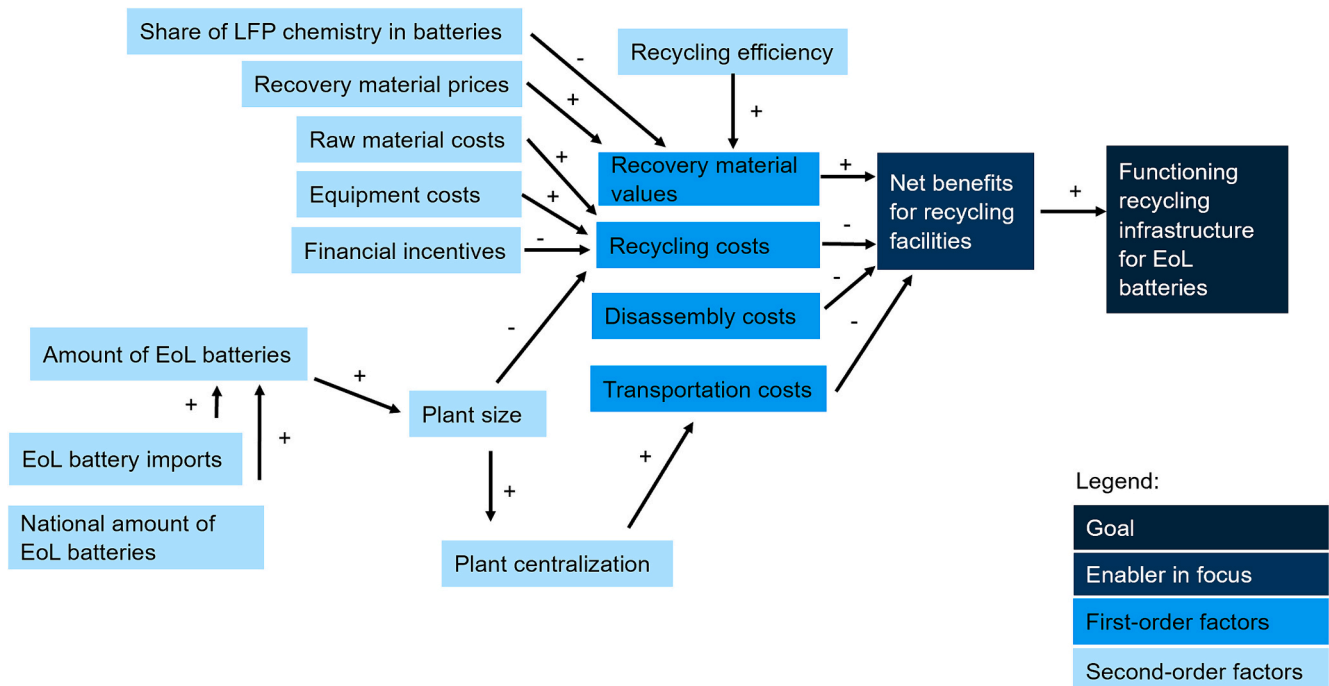 Share of LFP chemistry in batteries
-
Recycling efficiency
Recovery material prices
+
+
Raw material costs
+
Recovery material
values
+
Net benefits
for recycling
facilities
+
Functioning
recycling
infrastructure
for EoL
batteries
Equipment costs
+
Financial incentives
-
Recycling costs
-
Disassembly costs
-
-
Amount of EoL batteries
+
-
Transportation costs
Plant size
+
+
EoL battery imports
+
National amount of
EoL batteries
+
Plant centralization
Legend:
Goal
Enabler in focus
First-order factors
Second-order factors